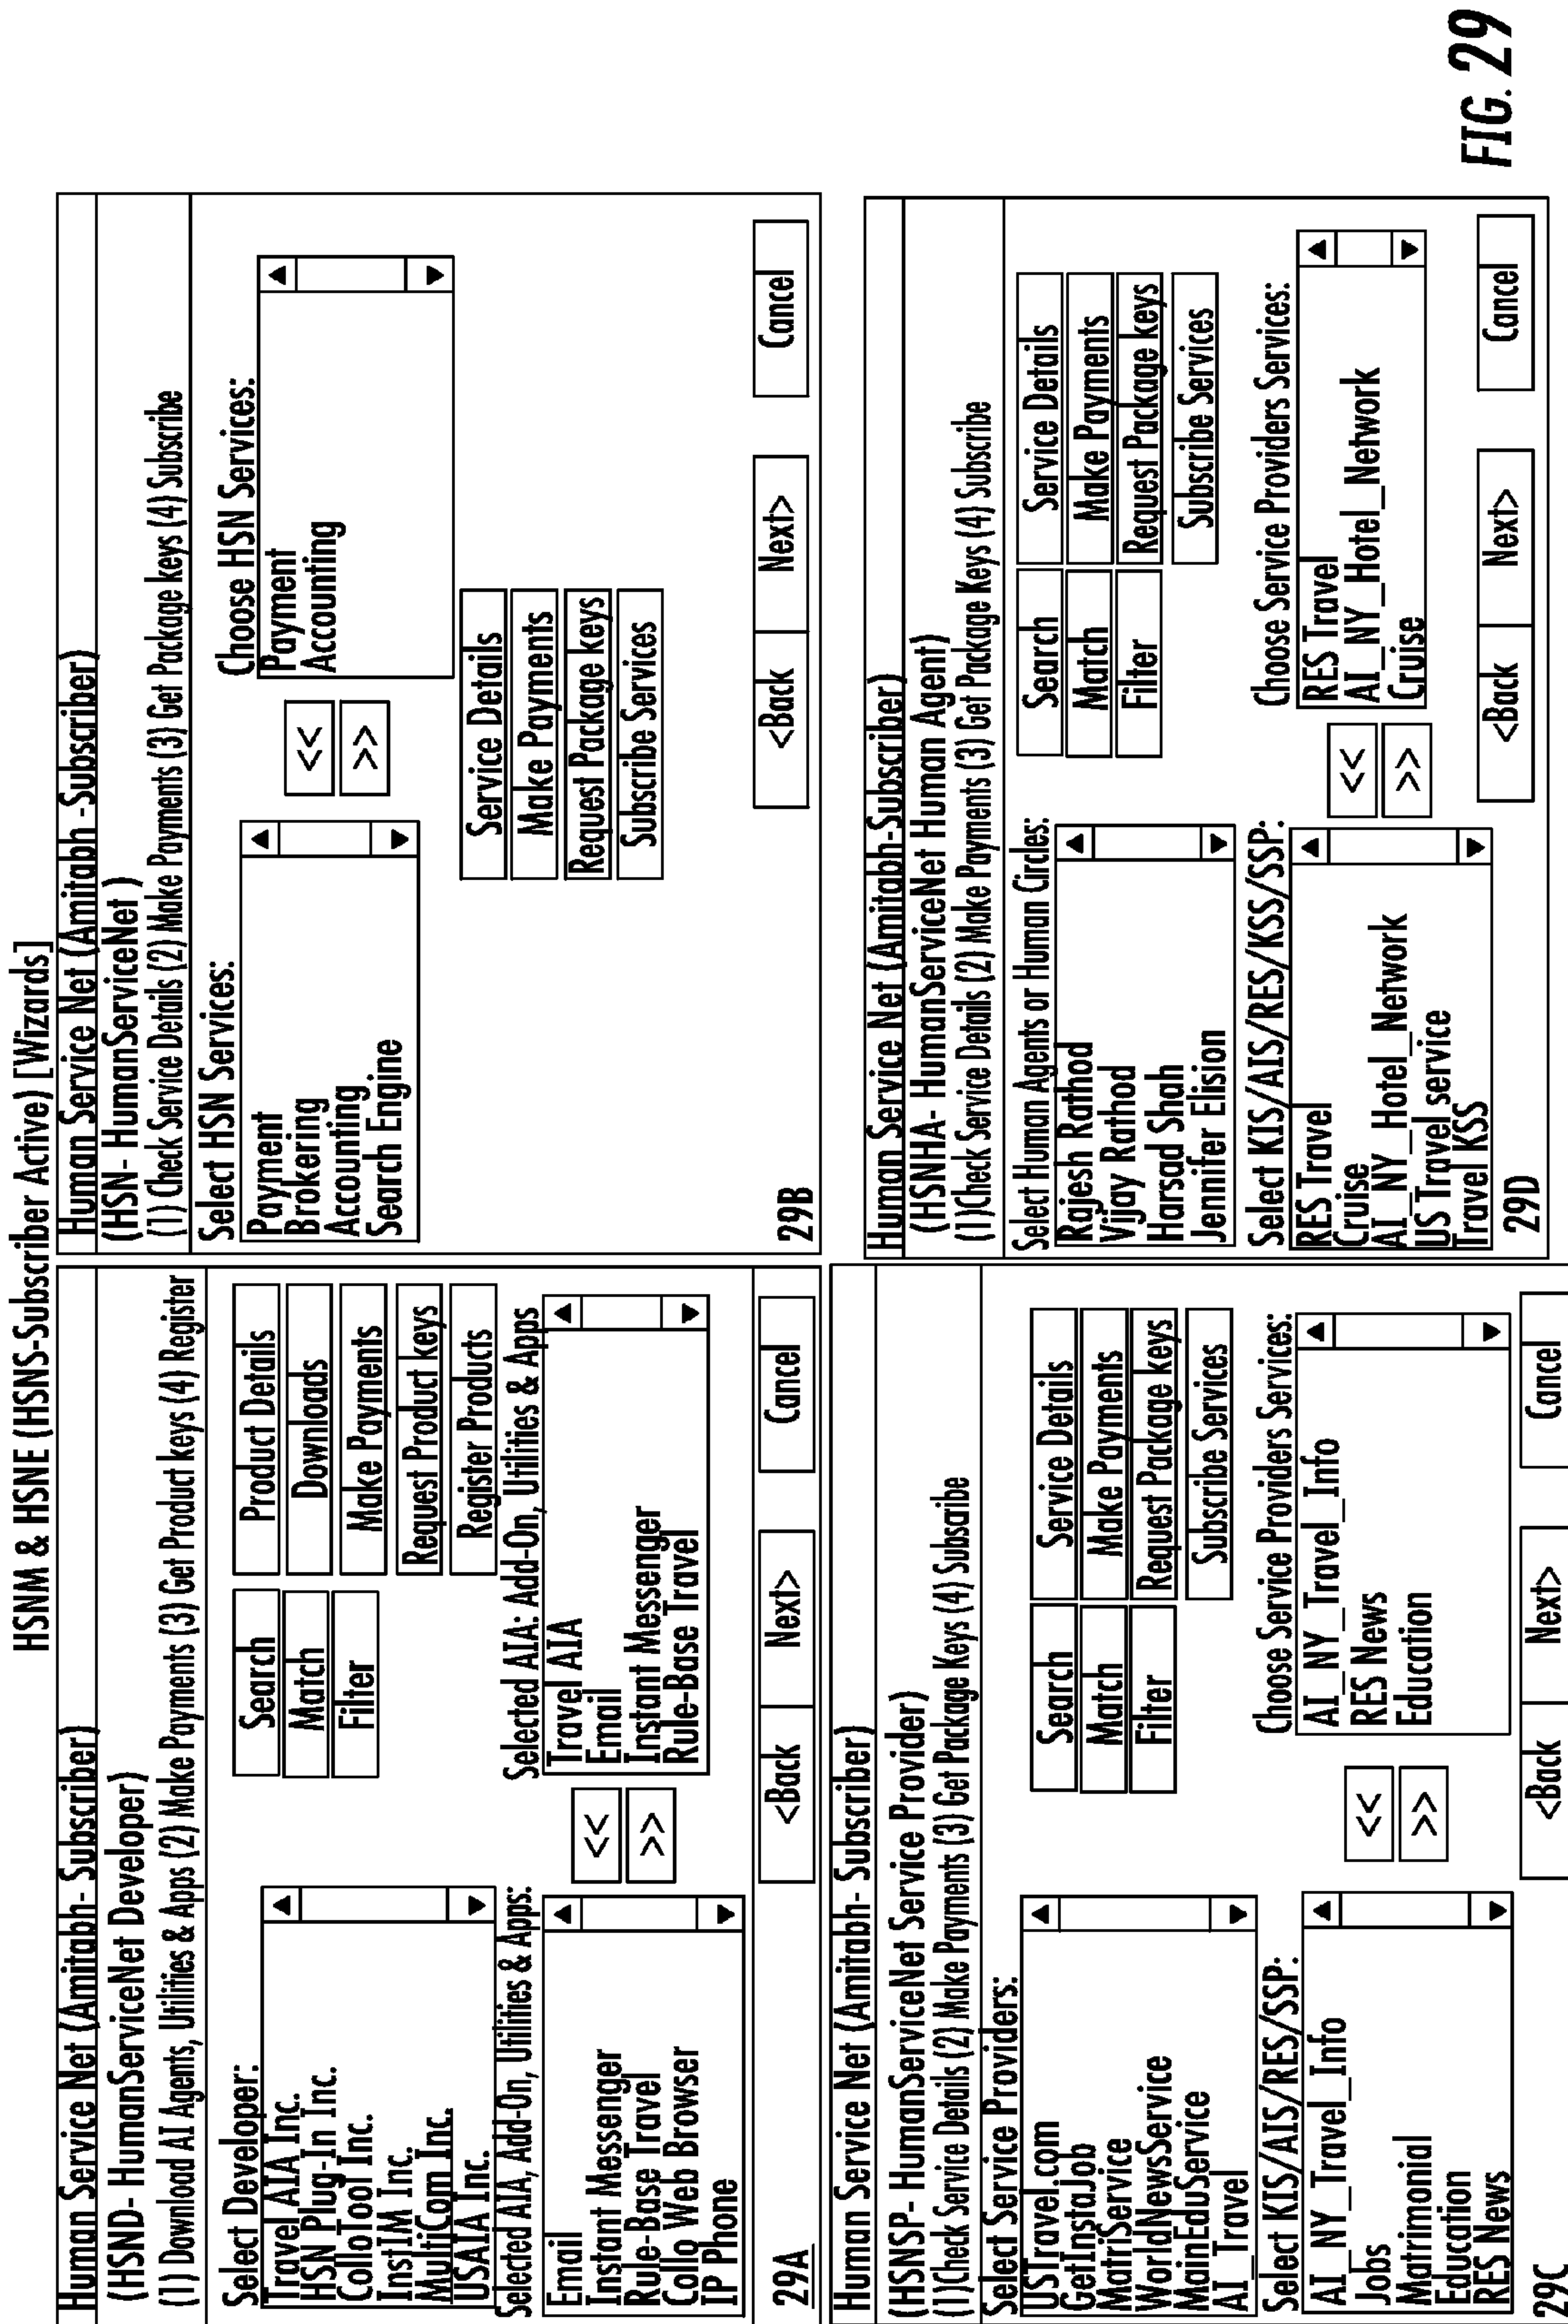 HSNM & HSNE (HSNS-Subscriber Active) [Wizards]
Human Service Net (Amitabh- Subscriber)
(HSND- HumanServiceNet Developer)
(1) Download AI Agents, Utilities & Apps (2) Make Payments (3) Get Product keys (4) Register
Select Developer:
Travel AIA Inc.
HSN Plug-In Inc.
ColloTool Inc.
InstIM Inc.
MultiCom Inc.
USAIA Inc.
Search
Match
Filter
Product Details
Downloads
Make Payments
Request Product keys
Register Products
Selected AIA, Add-On, Utilities & Apps:
Email
Instant Messenger
Rule-Base Travel
Collo Web Browser
IP Phone
<<
>>
Selected AIA: Add-On, Utilities & Apps
Travel AIA
Email
Instant Messenger
Rule-Base Travel
29A
<Back
Next>
Cancel
Human Service Net (Amitabh -Subscriber)
(HSN- HumanServiceNet )
(1) Check Service Details (2) Make Payments (3) Get Package keys (4) Subscribe
Select HSN Services:
Payment
Brokering
Accounting
Search Engine
<<
>>
Choose HSN Services:
Payment
Accounting
Service Details
Make Payments
Request Package keys
Subscribe Services
29B
<Back
Next>
Cancel
Human Service Net (Amitabh- Subscriber)
(HSNSP- HumanServiceNet Service Provider)
(1)Check Service Details (2) Make Payments (3) Get Package Keys (4) Subscribe
Select Service Providers:
USTravel.com
GetInstaJob
MatriService
WorldNewsService
MainEduService
AI_Travel
Search
Match
Filter
Service Details
Make Payments
Request Package keys
Subscribe Services
Select KIS/AIS/RES/SSP:
AI_NY_Travel_Info
Jobs
Matrimonial
Education
RES News
<<
>>
Choose Service Providers Services:
AI_NY_Travel_Info
RES News
Education
29C
<Back
Next>
Cancel
Human Service Net (Amitabh-Subscriber)
(HSNHA- HumanServiceNet Human Agent)
(1)Check Service Details (2) Make Payments (3) Get Package Keys (4) Subscribe
Select Human Agents or Human Circles:
Rajesh Rathod
Vijay Rathod
Harsad Shah
Jennifer Elision
Search
Match
Filter
Service Details
Make Payments
Request Package keys
Subscribe Services
Select KIS/AIS/RES/KSS/SSP:
RES Travel
Cruise
AI_NY_Hotel_Network
US Travel service
Travel KSS
<<
>>
Choose Service Providers Services:
RES Travel
AI_NY_Hotel_Network
Cruise
29D
<Back
Next>
Cancel
FIG. 29